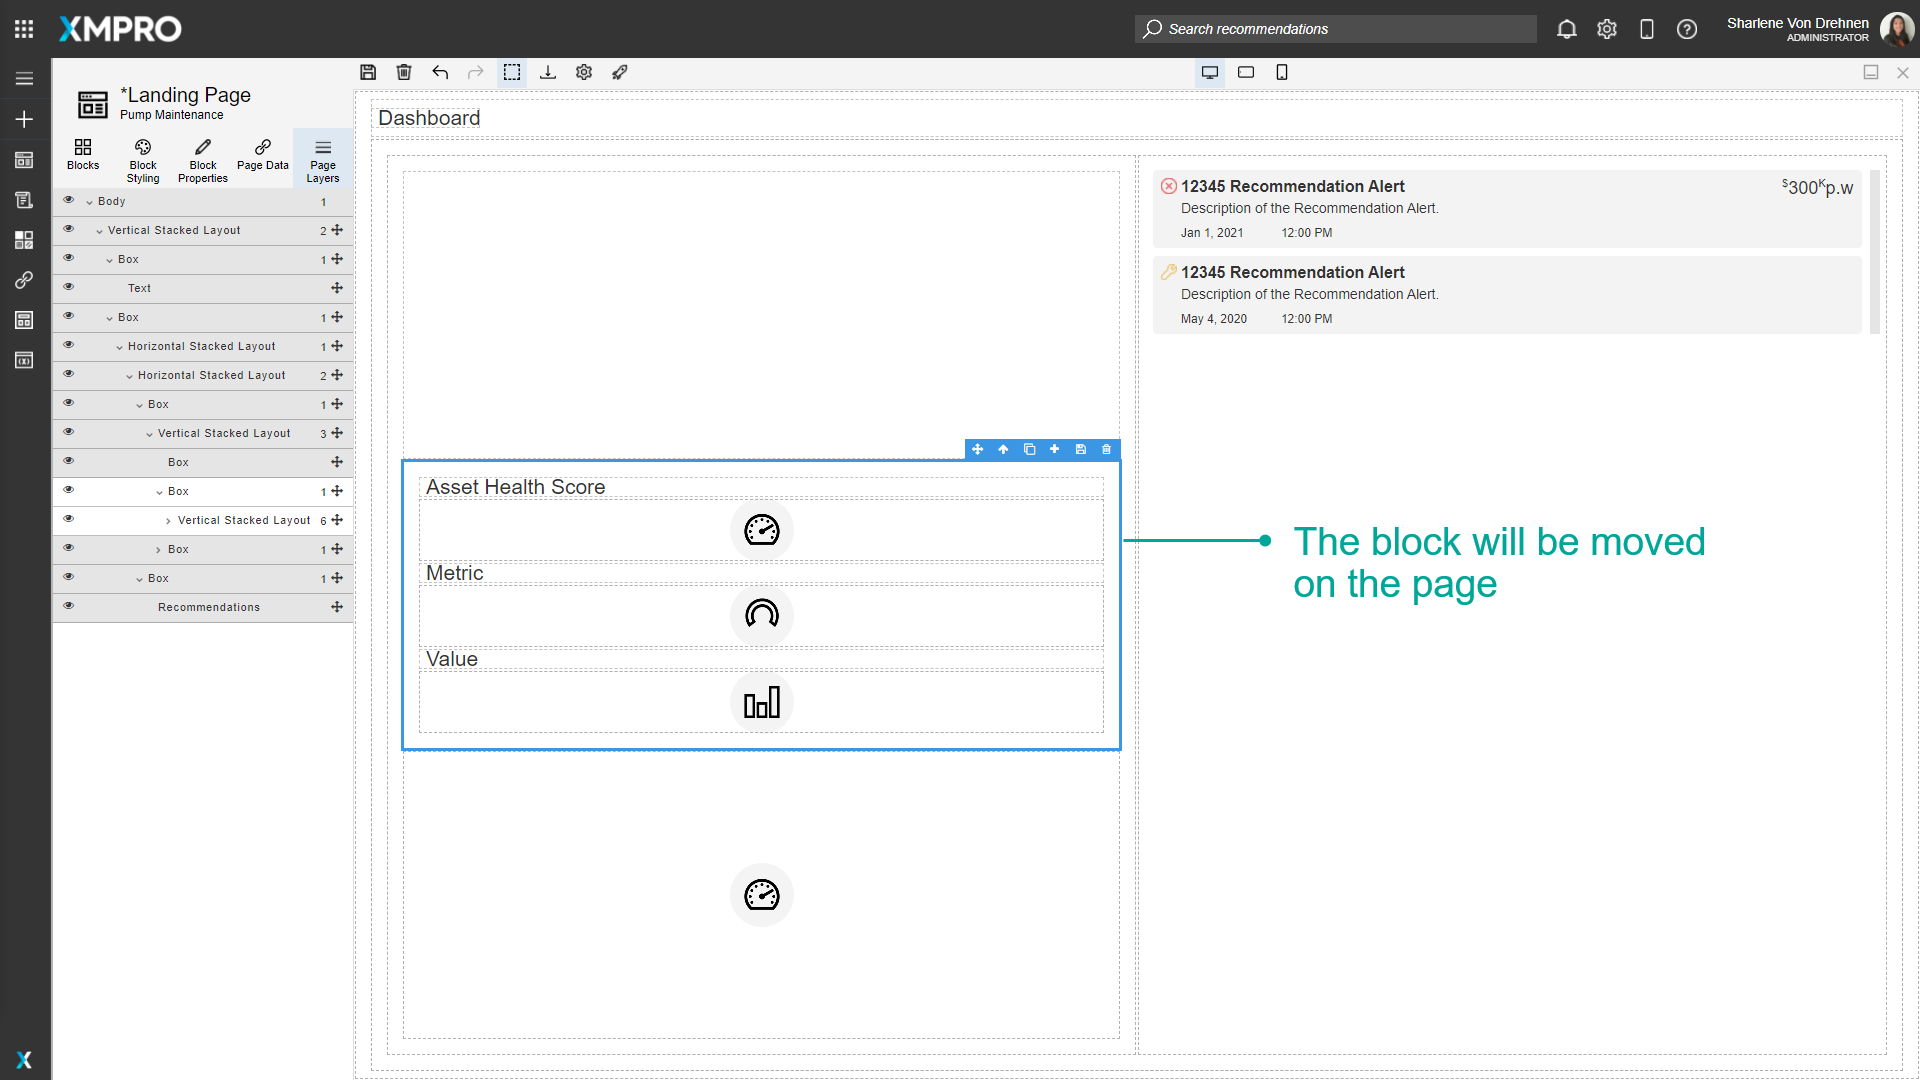 XMPRO
Search recommendations
Sharlene Von Drehnen
ADMINISTRATOR
*Landing Page
Pump Maintenance
Blocks
Block Styling
Block Properties
Page Data
Page Layers
Body 1
Vertical Stacked Layout 2
Box 1
Text
Box 1
Horizontal Stacked Layout 1
Horizontal Stacked Layout 2
Box 1
Vertical Stacked Layout 3
Box
Box 1
Vertical Stacked Layout 6
Box 1
Box 1
Recommendations
Dashboard
Asset Health Score
Metric
Value
12345 Recommendation Alert
$300Kp.w
Description of the Recommendation Alert.
Jan 1, 2021 12:00 PM
12345 Recommendation Alert
Description of the Recommendation Alert.
May 4, 2020 12:00 PM
The block will be moved
on the page